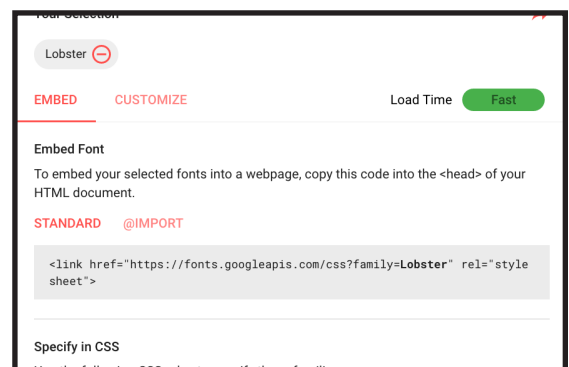 Your Selection
Lobster
EMBED CUSTOMIZE Load Time Fast
Embed Font
To embed your selected fonts into a webpage, copy this code into the <head> of your
HTML document.
STANDARD @IMPORT
<link href="https://fonts.googleapis.com/css?family=Lobster" rel="style
sheet">
Specify in CSS